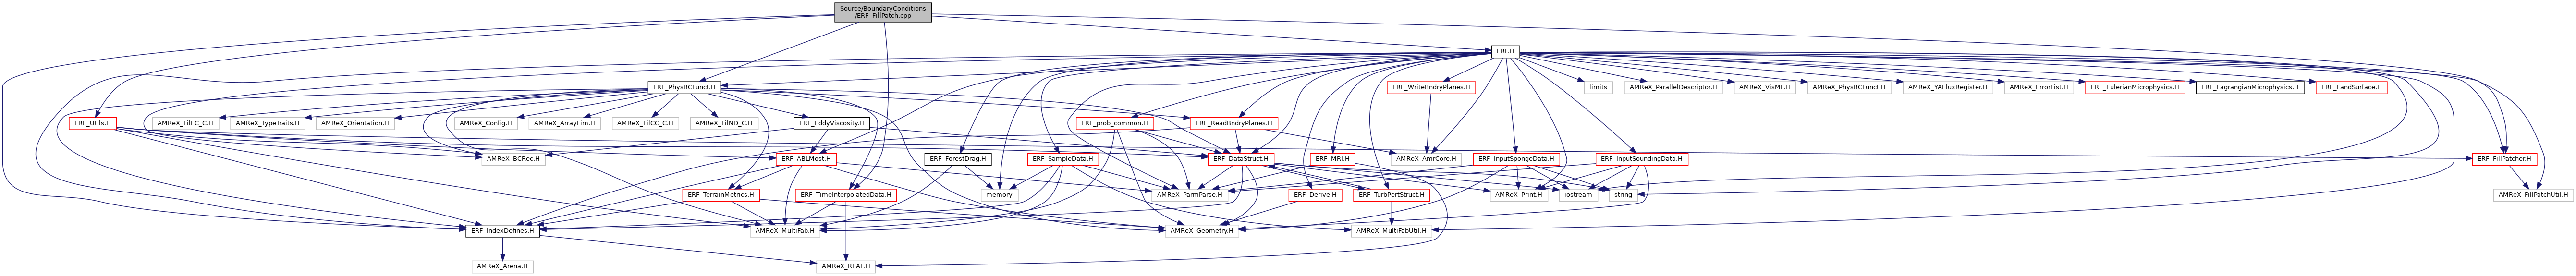 Source/BoundaryConditions
/ERF_FillPatch.cpp
ERF.H
ERF_PhysBCFunct.H
ERF_WriteBndryPlanes.H
limits
AMReX_ParallelDescriptor.H
AMReX_VisMF.H
AMReX_PhysBCFunct.H
AMReX_YAFluxRegister.H
AMReX_ErrorList.H
ERF_EulerianMicrophysics.H
ERF_LagrangianMicrophysics.H
ERF_LandSurface.H
ERF_Utils.H
AMReX_FilFC_C.H
AMReX_TypeTraits.H
AMReX_Orientation.H
AMReX_Config.H
AMReX_ArrayLim.H
AMReX_FilCC_C.H
AMReX_FilND_C.H
ERF_EddyViscosity.H
ERF_prob_common.H
ERF_ReadBndryPlanes.H
AMReX_BCRec.H
ERF_ABLMost.H
ERF_ForestDrag.H
ERF_SampleData.H
ERF_DataStruct.H
ERF_MRI.H
AMReX_AmrCore.H
ERF_InputSpongeData.H
ERF_InputSoundingData.H
ERF_FillPatcher.H
ERF_TerrainMetrics.H
ERF_TimeInterpolatedData.H
memory
AMReX_ParmParse.H
ERF_Derive.H
ERF_TurbPertStruct.H
AMReX_Print.H
iostream
string
AMReX_FillPatchUtil.H
ERF_IndexDefines.H
AMReX_MultiFab.H
AMReX_Geometry.H
AMReX_MultiFabUtil.H
AMReX_Arena.H
AMReX_REAL.H